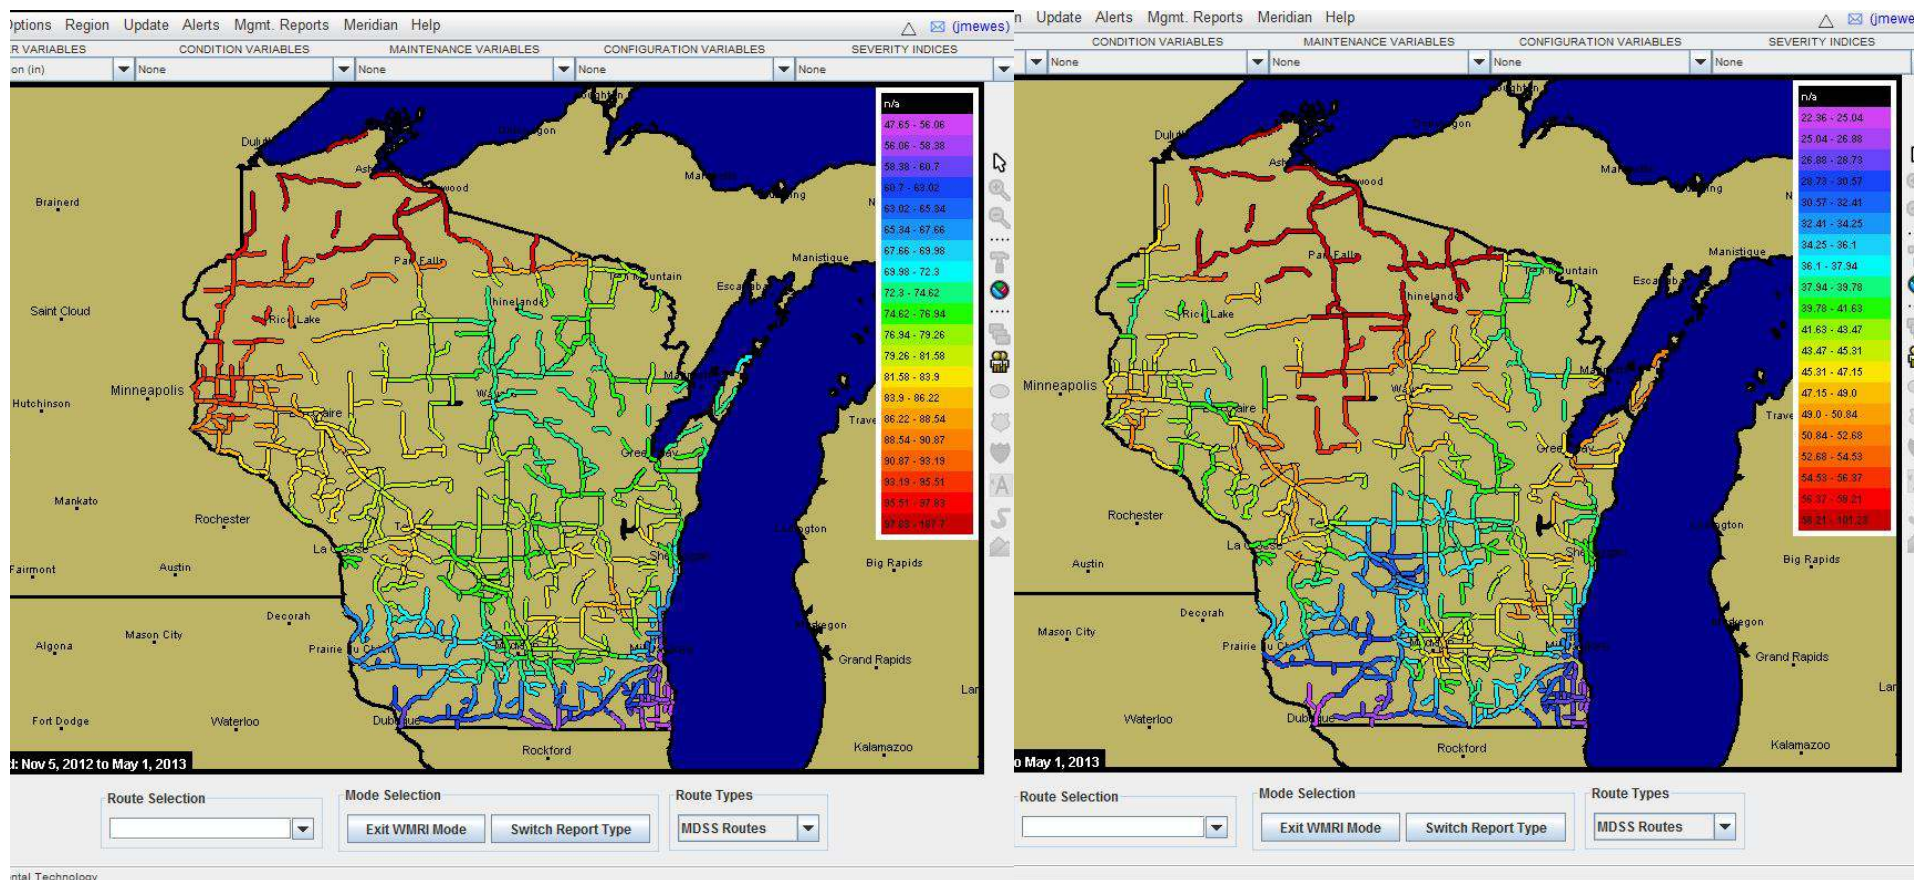 Options Region Update Alerts Mgmt. Reports Meridian Help
(jmewes)
R VARIABLES CONDITION VARIABLES MAINTENANCE VARIABLES CONFIGURATION VARIABLES SEVERITY INDICES
on (in) None None None None
n/a
47.65 - 56.06
56.06 - 58.38
58.38 - 60.7
60.7 - 63.02
63.02 - 65.34
65.34 - 67.66
67.66 - 69.98
69.98 - 72.3
72.3 - 74.62
74.62 - 76.94
76.94 - 79.26
79.26 - 81.58
81.58 - 83.9
83.9 - 86.22
86.22 - 88.54
88.54 - 90.87
90.87 - 93.19
93.19 - 95.51
95.51 - 97.83
Brainerd
Manistique
Saint Cloud
Rice Lake
Minneapolis
Hutchinson
Mankato
Rochester
Fairmont
Austin
Big Rapids
Decorah
Mason City
Algona
Grand Rapids
Fort Dodge
Waterloo
Rockford
Kalamazoo
d: Nov 5, 2012 to May 1, 2013
Route Selection
Mode Selection
Exit WMRI Mode Switch Report Type
Route Types
MDSS Routes
ntal Technology
n Update Alerts Mgmt. Reports Meridian Help
(jmewe
CONDITION VARIABLES MAINTENANCE VARIABLES CONFIGURATION VARIABLES SEVERITY INDICES
None None None None
n/a
22.36 - 25.04
25.04 - 26.88
26.88 - 28.73
28.73 - 30.57
30.57 - 32.41
32.41 - 34.25
34.25 - 36.1
36.1 - 37.94
37.94 - 39.78
39.78 - 41.63
41.63 - 43.47
43.47 - 45.31
45.31 - 47.15
47.15 - 49.0
49.0 - 50.84
50.84 - 52.68
52.68 - 54.53
54.53 - 56.37
56.37 - 58.21
58.21 - 101.28
Manistique
Minneapolis
Rochester
Austin
Big Rapids
Decorah
Mason City
Grand Rapids
Waterloo
Rockford
Kalamazoo
o May 1, 2013
Route Selection
Mode Selection
Exit WMRI Mode Switch Report Type
Route Types
MDSS Routes